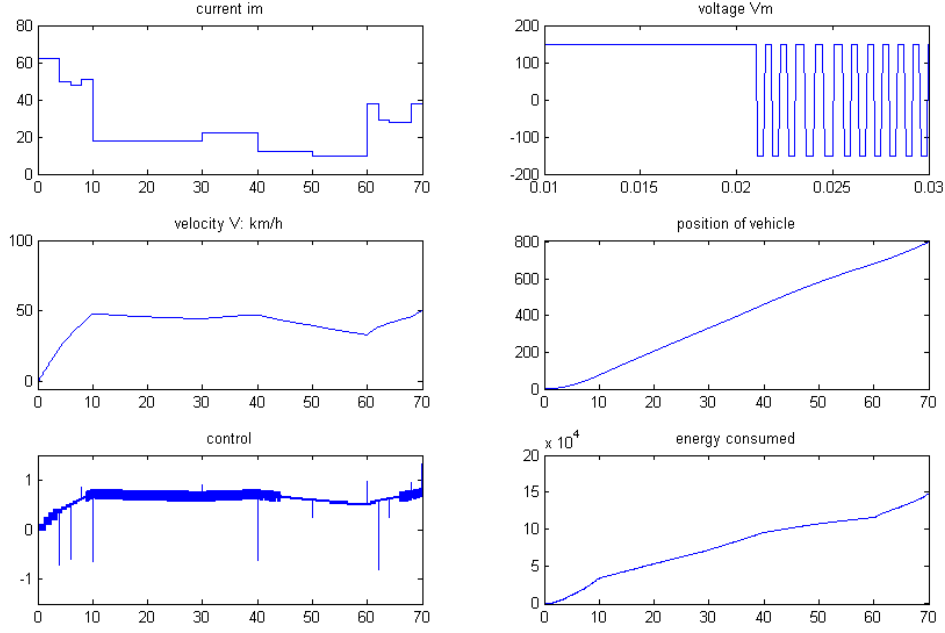 current im
80
60
40
20
0
0 10 20 30 40 50 60 70
voltage Vm
200
100
0
-100
-200
0.01 0.015 0.02 0.025 0.03
velocity V: km/h
100
50
0
0 10 20 30 40 50 60 70
position of vehicle
800
600
400
200
0
0 10 20 30 40 50 60 70
control
1
0
-1
0 10 20 30 40 50 60 70
energy consumed
x 10^4
20
15
10
5
0
0 10 20 30 40 50 60 70